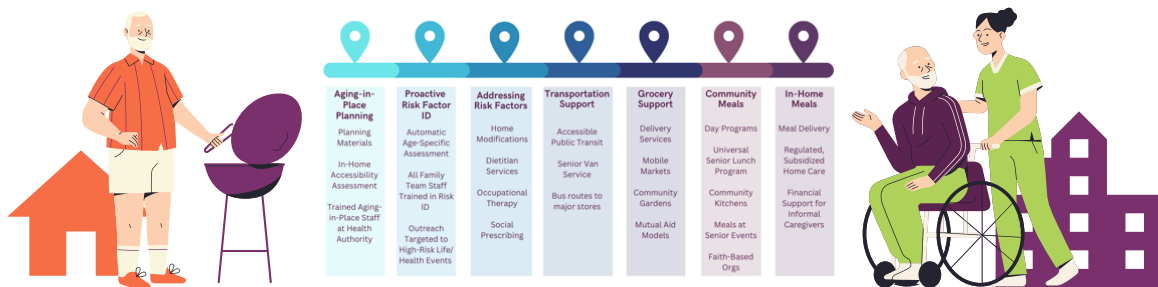 Aging-in-
Place
Planning
Planning
Materials
In-Home
Accessibility
Assessment
Trained Aging-
in-Place Staff
at Health
Authority
Proactive
Risk Factor
ID
Automatic
Age-Specific
Assessment
All Family
Team Staff
Trained in Risk
ID
Outreach
Targeted to
High-Risk Life/
Health Events
Addressing
Risk Factors
Home
Modifications
Dietitian
Services
Occupational
Therapy
Social
Prescribing
Transportation
Support
Accessible
Public Transit
Senior Van
Service
Bus routes to
major stores
Grocery
Support
Delivery
Services
Mobile
Markets
Community
Gardens
Mutual Aid
Models
Community
Meals
Day Programs
Universal
Senior Lunch
Program
Community
Kitchens
Meals at
Senior Events
Faith-Based
Orgs
In-Home
Meals
Meal Delivery
Regulated,
Subsidized
Home Care
Financial
Support for
Informal
Caregivers